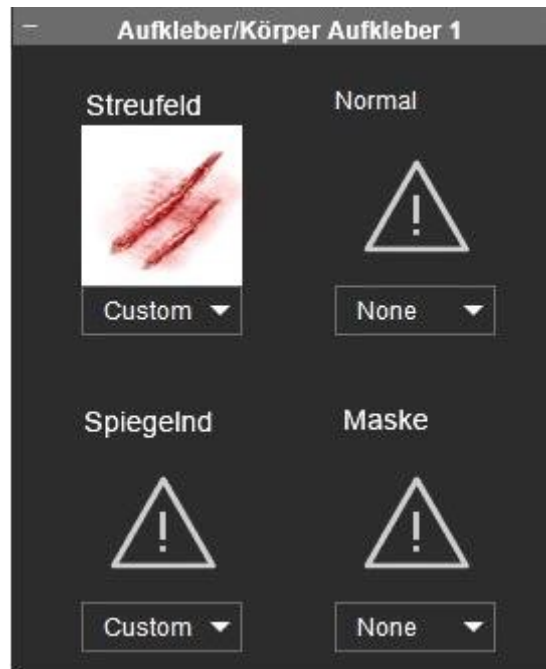 Aufkleber/Körper Aufkleber 1
Streufeld
Normal
Custom
None
Spiegelnd
Maske
Custom
None